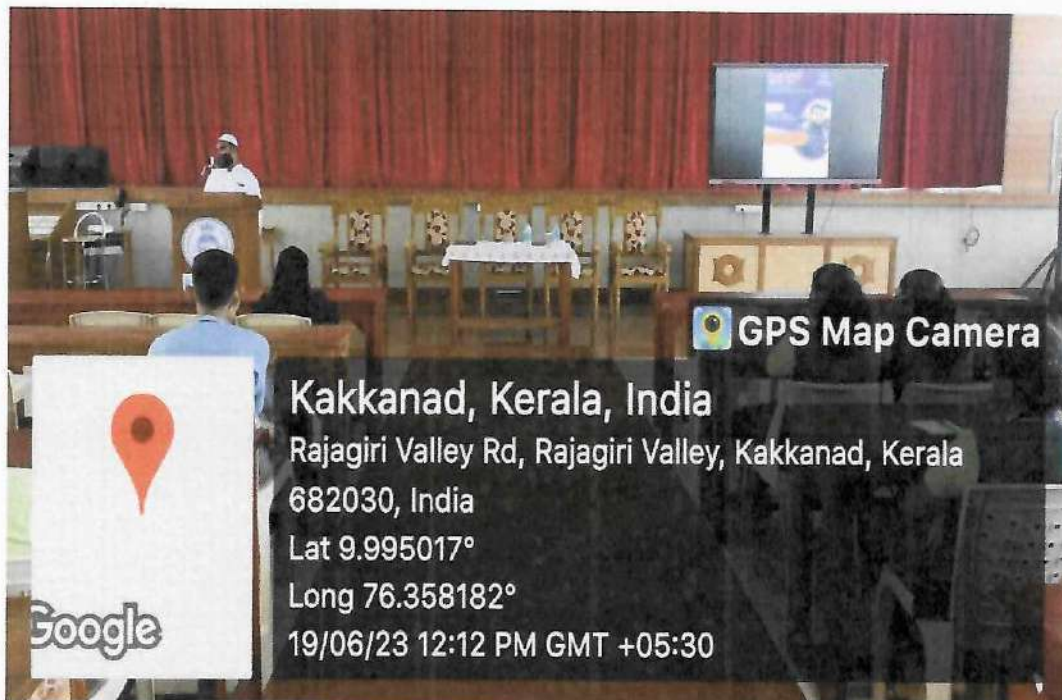 GPS Map Camera
Kakkanad, Kerala, India
Rajagiri Valley Rd, Rajagiri Valley, Kakkanad, Kerala
682030, India
Lat 9.995017°
Long 76.358182°
19/06/23 12:12 PM GMT +05:30
Google